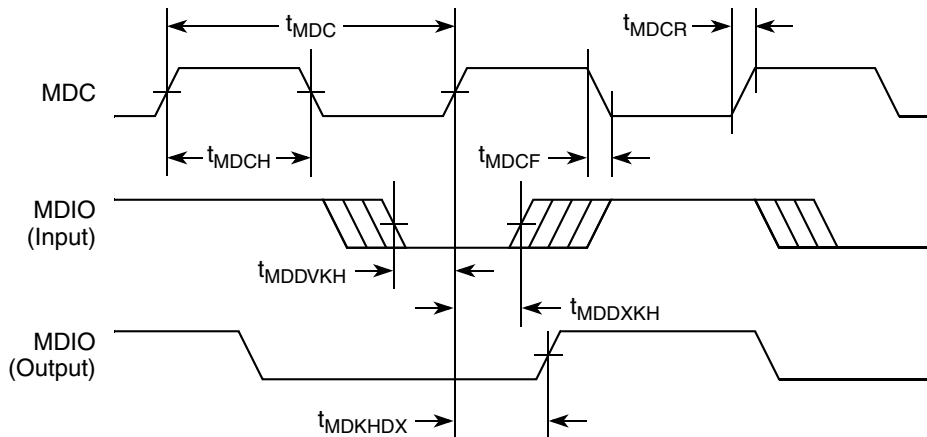 tMDC
tMDCR
MDC
tMDCH
tMDCF
MDIO
(Input)
tMDDVKH
tMDDXKH
MDIO
(Output)
tMDKHDX